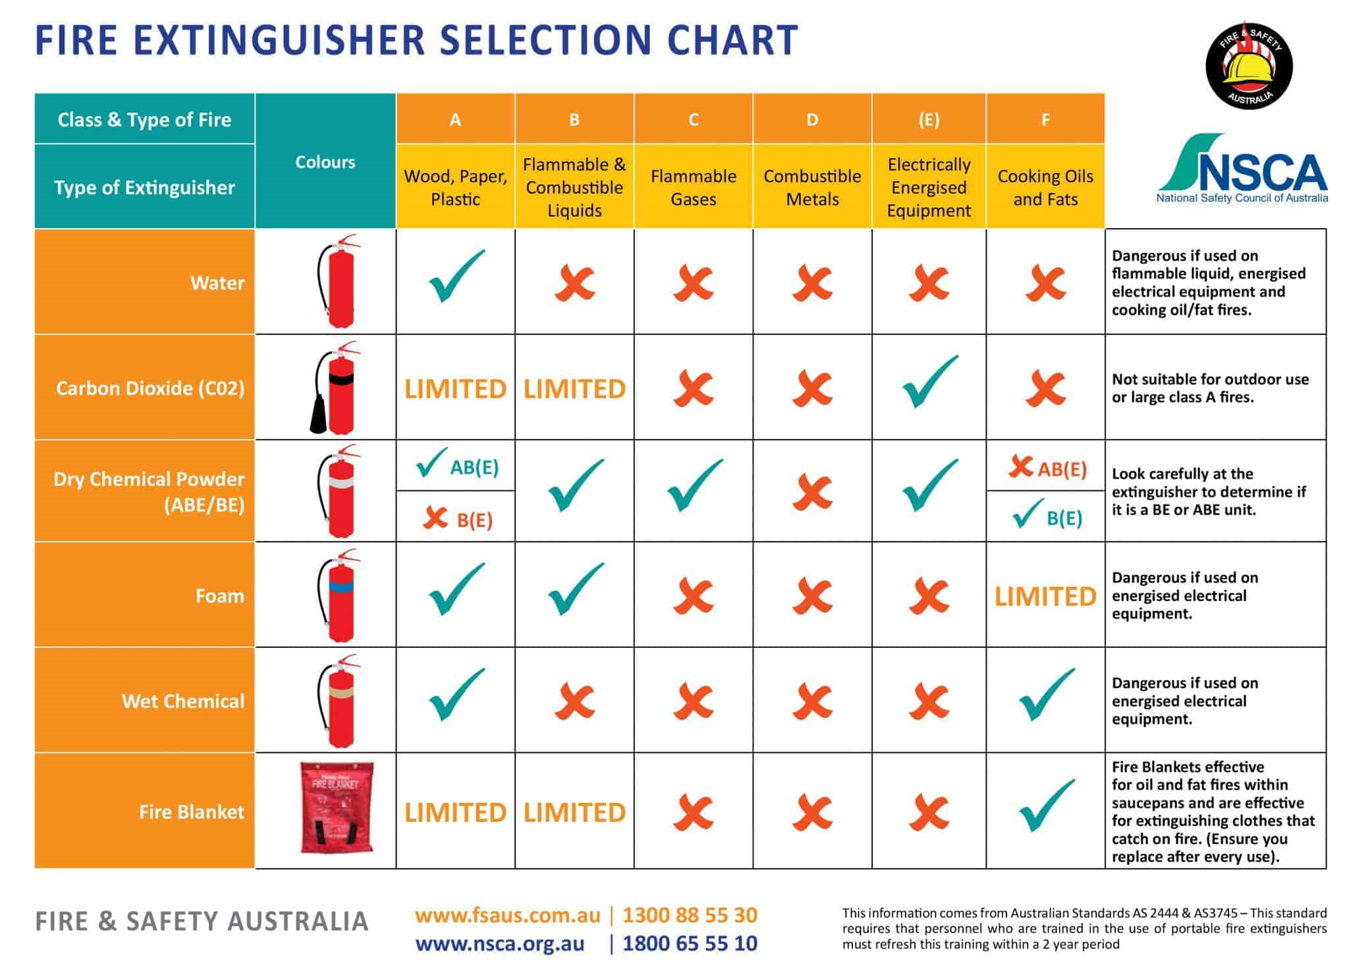 FIRE EXTINGUISHER SELECTION CHART
FIRE & SAFETY
AUSTRALIA
NSCA
National Safety Council of Australia
Class & Type of Fire
Type of Extinguisher
Colours
A
B
C
D
(E)
F
Wood, Paper,
Plastic
Flammable &
Combustible
Liquids
Flammable
Gases
Combustible
Metals
Electrically
Energised
Equipment
Cooking Oils
and Fats
Water
Dangerous if used on
flammable liquid, energised
electrical equipment and
cooking oil/fat fires.
Carbon Dioxide (C02)
LIMITED
LIMITED
Not suitable for outdoor use
or large class A fires.
Dry Chemical Powder
(ABE/BE)
AB(E)
B(E)
AB(E)
B(E)
Look carefully at the
extinguisher to determine if
it is a BE or ABE unit.
Foam
LIMITED
Dangerous if used on
energised electrical
equipment.
Wet Chemical
Dangerous if used on
energised electrical
equipment.
Fire Blanket
FIRE BLANKET
LIMITED
LIMITED
Fire Blankets effective
for oil and fat fires within
saucepans and are effective
for extinguishing clothes that
catch on fire. (Ensure you
replace after every use).
FIRE & SAFETY AUSTRALIA
www.fsaus.com.au | 1300 88 55 30
www.nsca.org.au | 1800 65 55 10
This information comes from Australian Standards AS 2444 & AS3745 – This standard
requires that personnel who are trained in the use of portable fire extinguishers
must refresh this training within a 2 year period